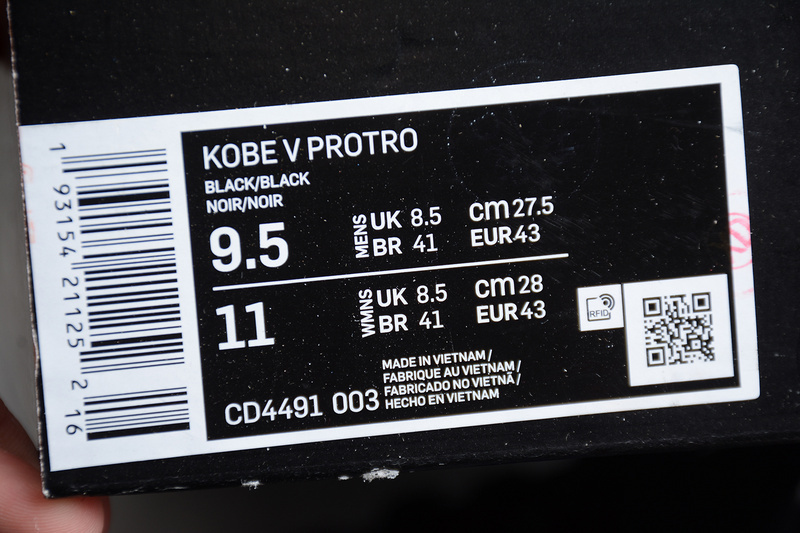 KOBE V PROTRO
BLACK/BLACK
NOIR/NOIR
9.5
MENS
UK 8.5
BR 41
cm 27.5
EUR 43
11
WMNS
UK 8.5
BR 41
cm 28
EUR 43
RFID
CD4491 003
MADE IN VIETNAM /
FABRIQUE AU VIETNAM /
FABRICADO NO VIETNÃ /
HECHO EN VIETNAM
1 93154 21125 2 16